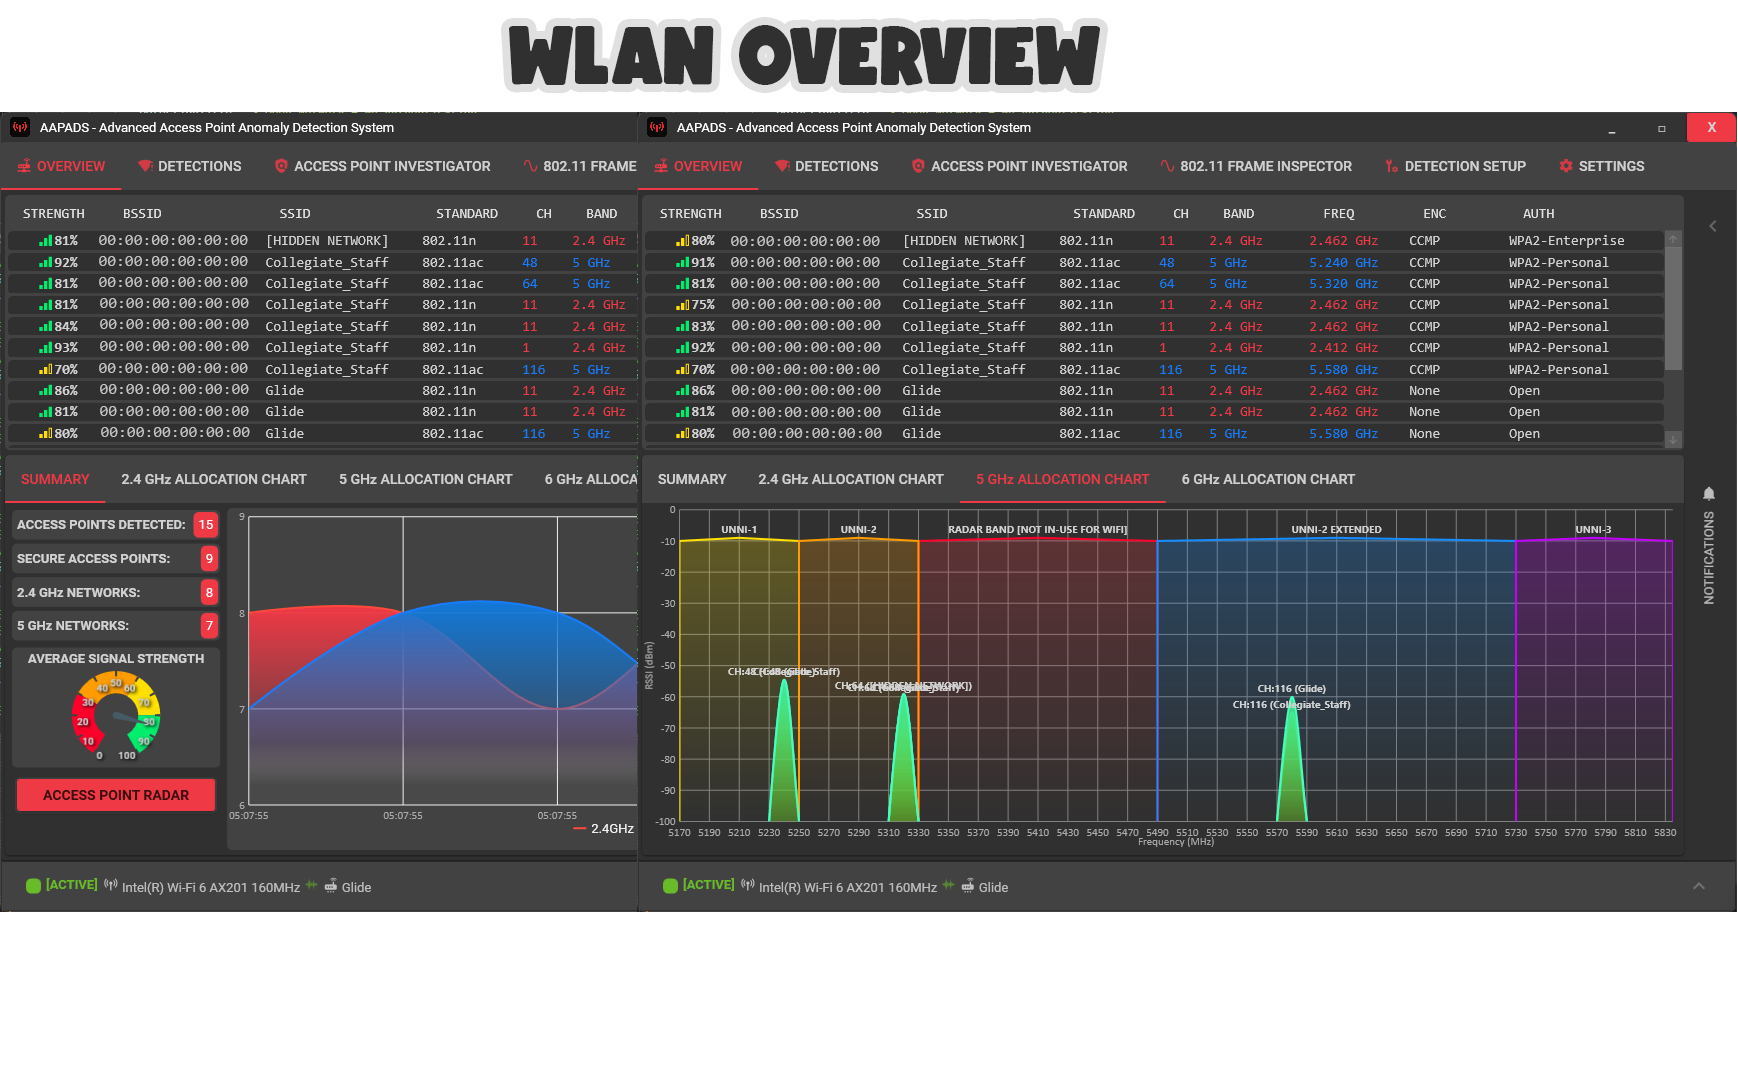 WLAN OVERVIEW
AAPADS - Advanced Access Point Anomaly Detection System
OVERVIEW DETECTIONS ACCESS POINT INVESTIGATOR 802.11 FRAME
STRENGTH BSSID SSID STANDARD CH BAND
81% 00:00:00:00:00:00 [HIDDEN NETWORK] 802.11n 11 2.4 GHz
92% 00:00:00:00:00:00 Collegiate_Staff 802.11ac 48 5 GHz
81% 00:00:00:00:00:00 Collegiate_Staff 802.11ac 64 5 GHz
81% 00:00:00:00:00:00 Collegiate_Staff 802.11n 11 2.4 GHz
84% 00:00:00:00:00:00 Collegiate_Staff 802.11n 11 2.4 GHz
93% 00:00:00:00:00:00 Collegiate_Staff 802.11n 1 2.4 GHz
70% 00:00:00:00:00:00 Collegiate_Staff 802.11ac 116 5 GHz
86% 00:00:00:00:00:00 Glide 802.11n 11 2.4 GHz
81% 00:00:00:00:00:00 Glide 802.11n 11 2.4 GHz
80% 00:00:00:00:00:00 Glide 802.11ac 116 5 GHz
SUMMARY 2.4 GHz ALLOCATION CHART 5 GHz ALLOCATION CHART 6 GHz ALLOCA
ACCESS POINTS DETECTED: 15
SECURE ACCESS POINTS: 9
2.4 GHz NETWORKS: 8
5 GHz NETWORKS: 7
AVERAGE SIGNAL STRENGTH
0 10 20 30 40 50 60 70 80 90 100
ACCESS POINT RADAR
9
8
7
6
05:07:55 05:07:55 05:07:55
2.4GHz
[ACTIVE] Intel(R) Wi-Fi 6 AX201 160MHz Glide
AAPADS - Advanced Access Point Anomaly Detection System X
OVERVIEW DETECTIONS ACCESS POINT INVESTIGATOR 802.11 FRAME INSPECTOR DETECTION SETUP SETTINGS
STRENGTH BSSID SSID STANDARD CH BAND FREQ ENC AUTH
80% 00:00:00:00:00:00 [HIDDEN NETWORK] 802.11n 11 2.4 GHz 2.462 GHz CCMP WPA2-Enterprise
91% 00:00:00:00:00:00 Collegiate_Staff 802.11ac 48 5 GHz 5.240 GHz CCMP WPA2-Personal
81% 00:00:00:00:00:00 Collegiate_Staff 802.11ac 64 5 GHz 5.320 GHz CCMP WPA2-Personal
75% 00:00:00:00:00:00 Collegiate_Staff 802.11n 11 2.4 GHz 2.462 GHz CCMP WPA2-Personal
83% 00:00:00:00:00:00 Collegiate_Staff 802.11n 11 2.4 GHz 2.462 GHz CCMP WPA2-Personal
92% 00:00:00:00:00:00 Collegiate_Staff 802.11n 1 2.4 GHz 2.412 GHz CCMP WPA2-Personal
70% 00:00:00:00:00:00 Collegiate_Staff 802.11ac 116 5 GHz 5.580 GHz CCMP WPA2-Personal
86% 00:00:00:00:00:00 Glide 802.11n 11 2.4 GHz 2.462 GHz None Open
81% 00:00:00:00:00:00 Glide 802.11n 11 2.4 GHz 2.462 GHz None Open
80% 00:00:00:00:00:00 Glide 802.11ac 116 5 GHz 5.580 GHz None Open
SUMMARY 2.4 GHz ALLOCATION CHART 5 GHz ALLOCATION CHART 6 GHz ALLOCATION CHART
NOTIFICATIONS
UNNI-1 UNNI-2 RADAR BAND [NOT IN-USE FOR WIFI] UNNI-2 EXTENDED UNNI-3
0
-10
-20
-30
-40
-50
-60
-70
-80
-90
-100
RSSI (dBm)
CH:116 (Glide)
CH:116 (Collegiate_Staff)
5170 5190 5210 5230 5250 5270 5290 5310 5330 5350 5370 5390 5410 5430 5450 5470 5490 5510 5530 5550 5570 5590 5610 5630 5650 5670 5690 5710 5730 5750 5770 5790 5810 5830
Frequency (MHz)
[ACTIVE] Intel(R) Wi-Fi 6 AX201 160MHz Glide